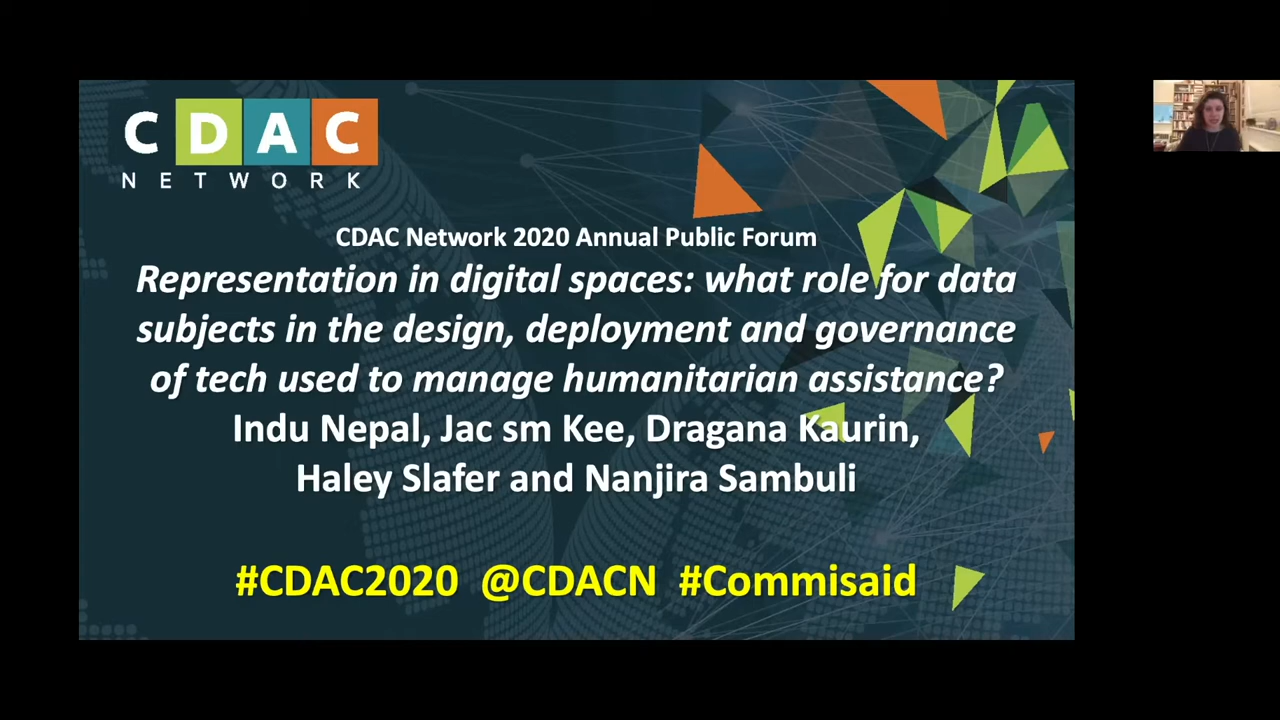 CDAC
NETWORK
CDAC Network 2020 Annual Public Forum
Representation in digital spaces: what role for data
subjects in the design, deployment and governance
of tech used to manage humanitarian assistance?
Indu Nepal, Jac sm Kee, Dragana Kaurin,
Haley Slafer and Nanjira Sambuli
#CDAC2020 @CDACN #Commisaid